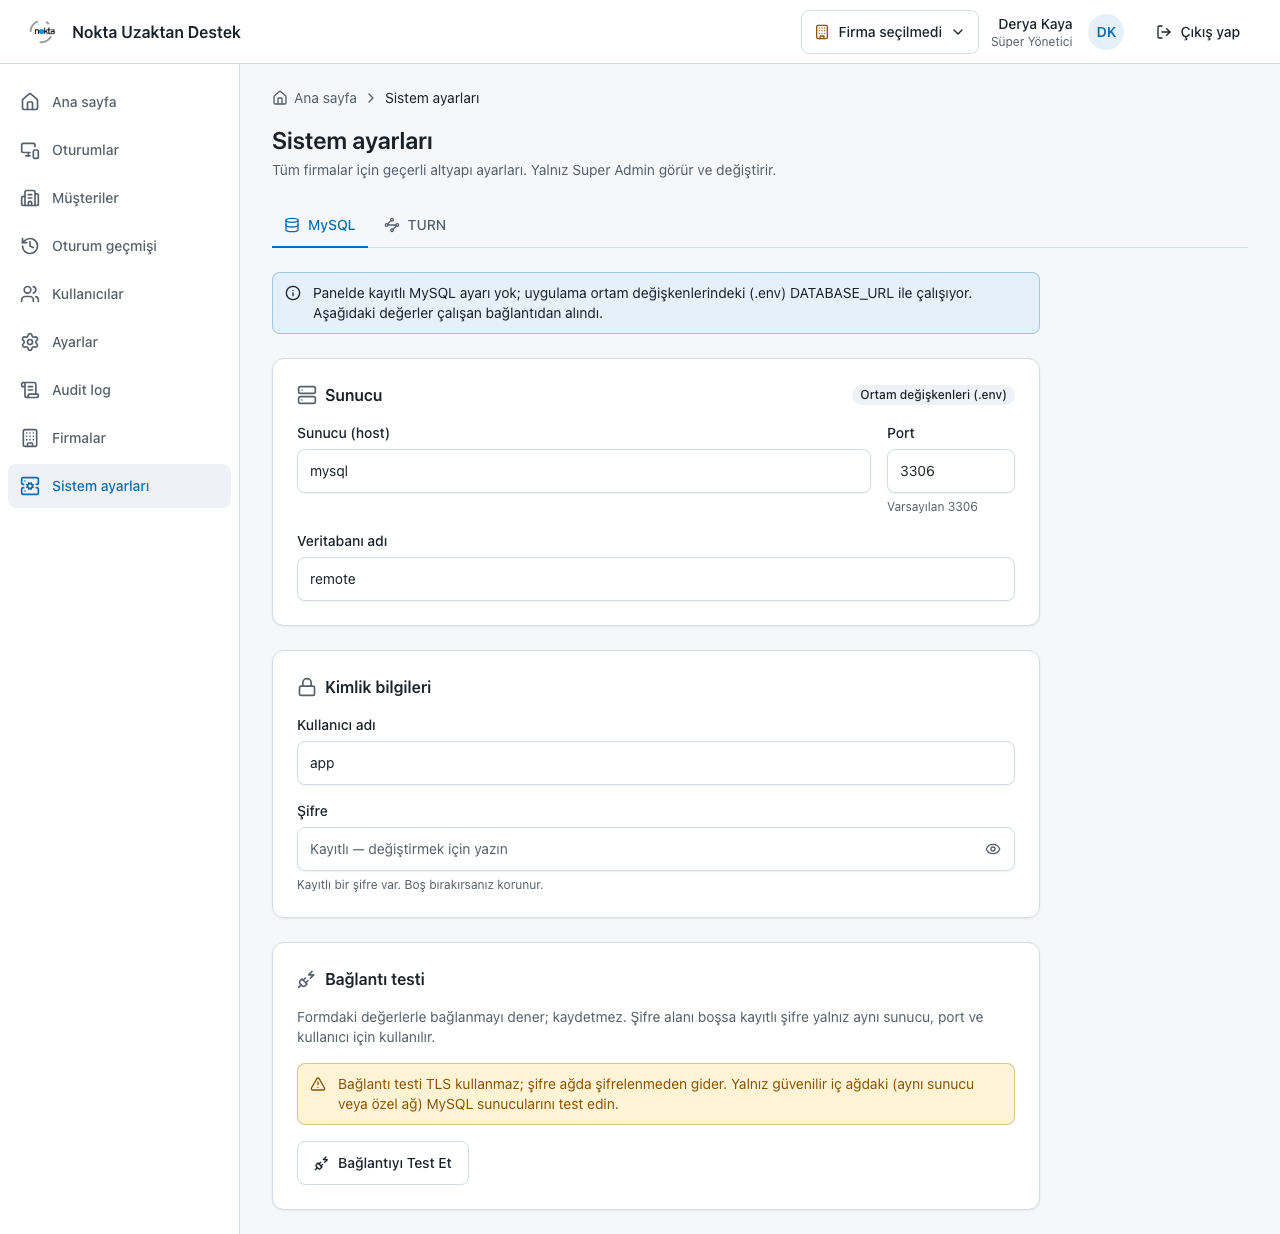 nokta
Nokta Uzaktan Destek
Firma seçilmedi
Derya Kaya
Süper Yönetici
DK
Çıkış yap
Ana sayfa
Oturumlar
Müşteriler
Oturum geçmişi
Kullanıcılar
Ayarlar
Audit log
Firmalar
Sistem ayarları
Ana sayfa
Sistem ayarları
Sistem ayarları
Tüm firmalar için geçerli altyapı ayarları. Yalnız Super Admin görür ve değiştirir.
MySQL
TURN
Panelde kayıtlı MySQL ayarı yok; uygulama ortam değişkenlerindeki (.env) DATABASE_URL ile çalışıyor.
Aşağıdaki değerler çalışan bağlantıdan alındı.
Sunucu
Ortam değişkenleri (.env)
Sunucu (host)
Port
mysql
3306
Varsayılan 3306
Veritabanı adı
remote
Kimlik bilgileri
Kullanıcı adı
app
Şifre
Kayıtlı — değiştirmek için yazın
Kayıtlı bir şifre var. Boş bırakırsanız korunur.
Bağlantı testi
Formdaki değerlerle bağlanmayı dener; kaydetmez. Şifre alanı boşsa kayıtlı şifre yalnız aynı sunucu, port ve
kullanıcı için kullanılır.
Bağlantı testi TLS kullanmaz; şifre ağda şifrelenmeden gider. Yalnız güvenilir iç ağdaki (aynı sunucu
veya özel ağ) MySQL sunucularını test edin.
Bağlantıyı Test Et